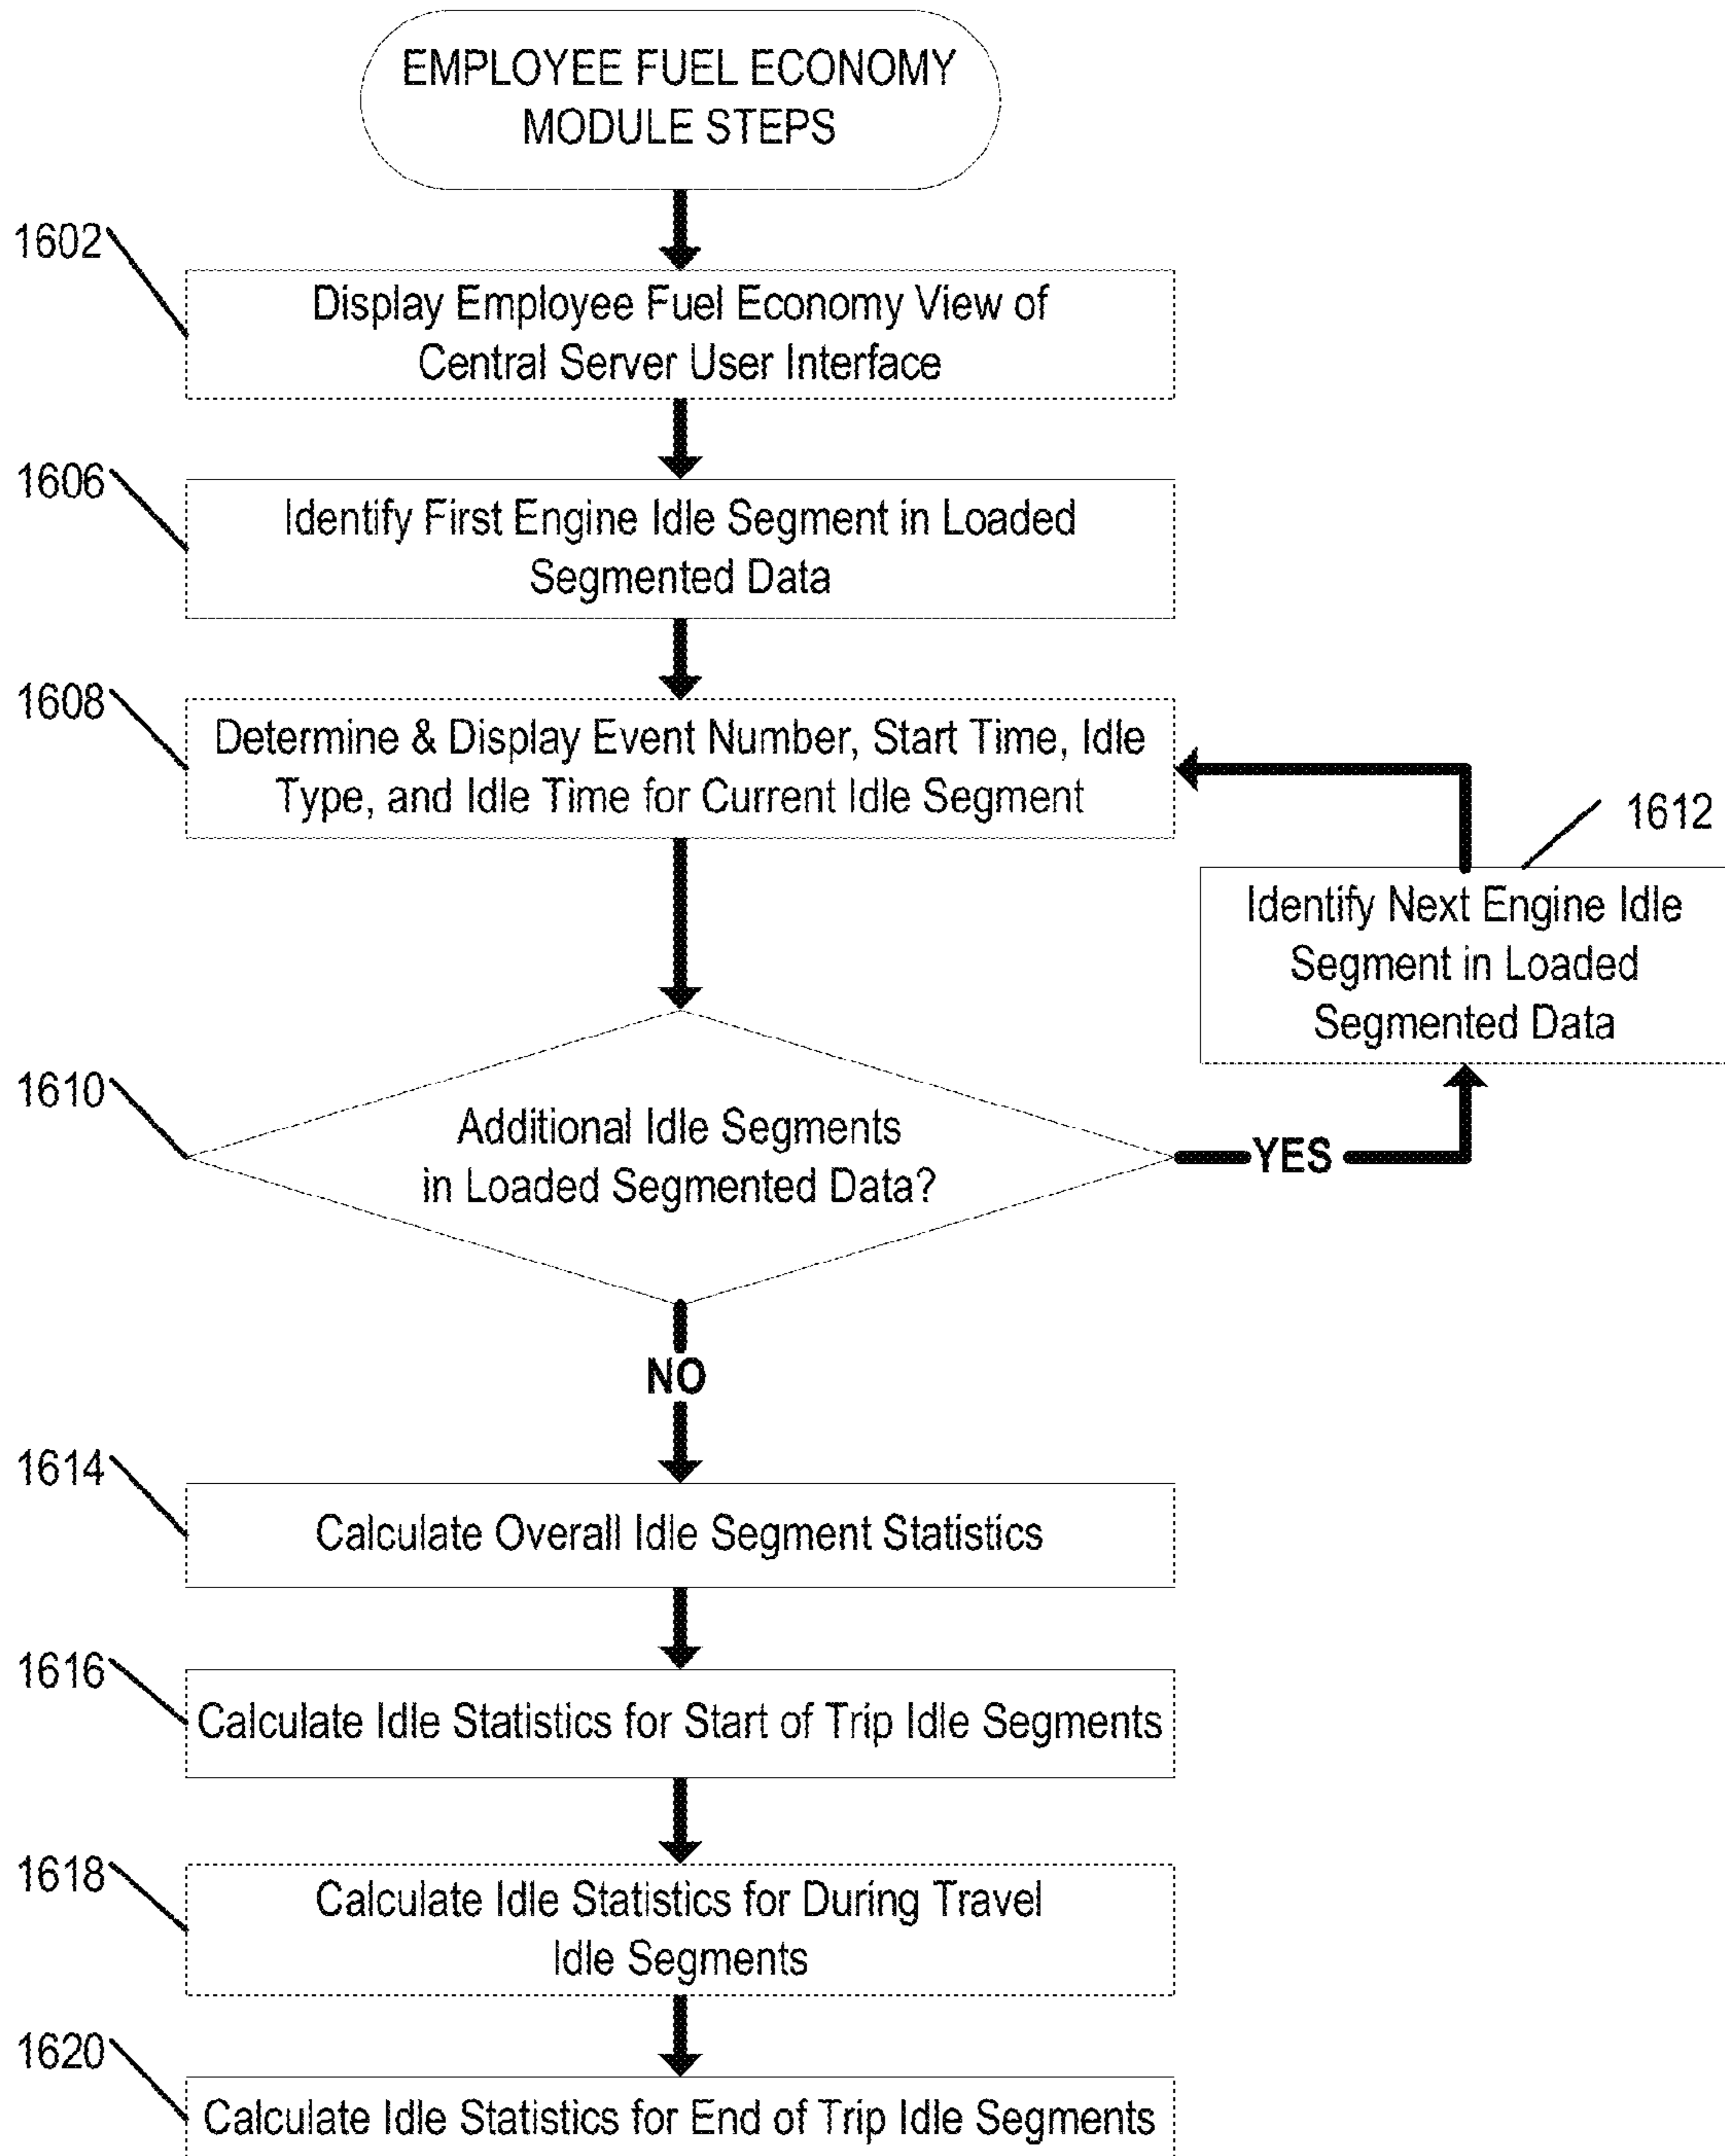 EMPLOYEE FUEL ECONOMY
MODULE STEPS
1602
Display Employee Fuel Economy View of
Central Server User Interface
1606
Identify First Engine Idle Segment in Loaded
Segmented Data
1608
Determine & Display Event Number, Start Time, Idle
Type, and Idle Time for Current Idle Segment
1612
Identify Next Engine Idle
Segment in Loaded
Segmented Data
1610
Additional Idle Segments
in Loaded Segmented Data?
YES
NO
1614
Calculate Overall Idle Segment Statistics
1616
Calculate Idle Statistics for Start of Trip Idle Segments
1618
Calculate Idle Statistics for During Travel
Idle Segments
1620
Calculate Idle Statistics for End of Trip Idle Segments